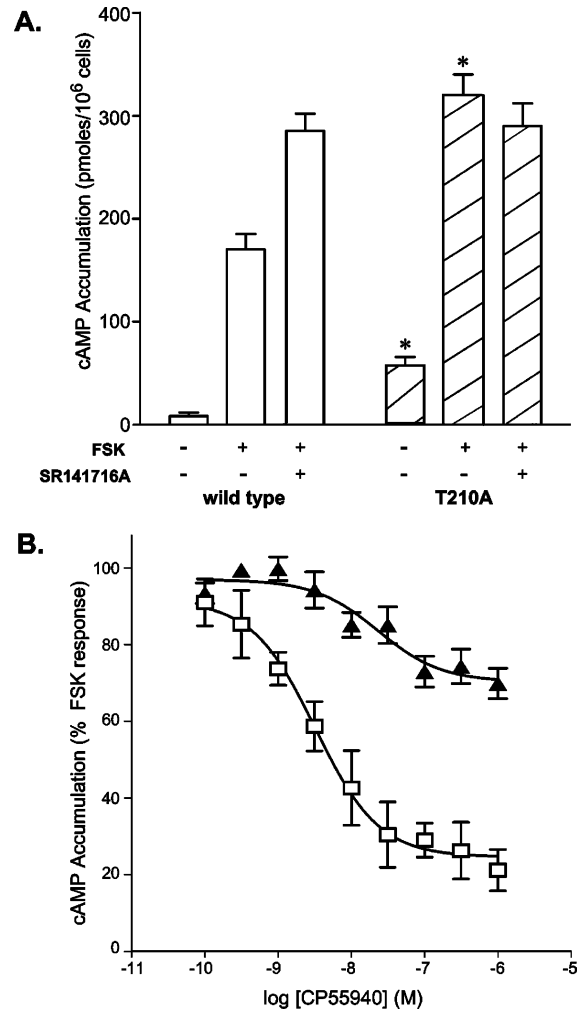 A.
cAMP Accumulation (pmoles/10⁶ cells)
400
300
200
100
0
*
*
FSK - + + - + +
SR141716A - - + - - +
wild type T210A
B.
cAMP Accumulation (% FSK response)
100
80
60
40
20
0
-11 -10 -9 -8 -7 -6 -5
log [CP55940] (M)